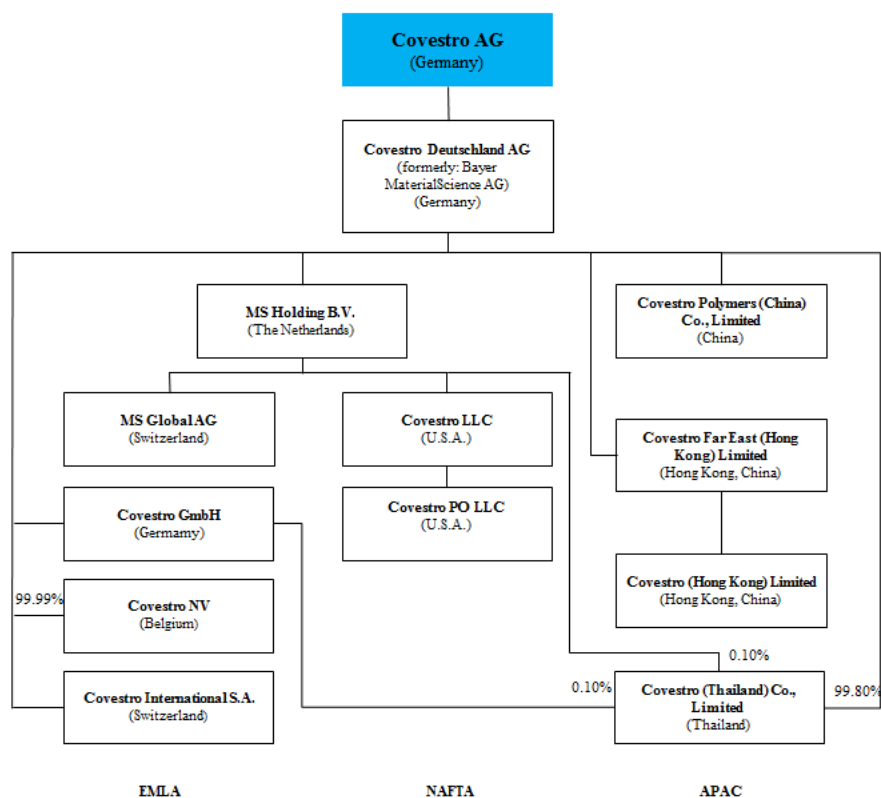 Covestro AG
(Germany)
Covestro Deutschland AG
(formerly: Bayer
MaterialScience AG)
(Germany)
MS Holding B.V.
(The Netherlands)
Covestro Polymers (China)
Co., Limited
(China)
MS Global AG
(Switzerland)
Covestro LLC
(U.S.A.)
Covestro Far East (Hong
Kong) Limited
(Hong Kong, China)
Covestro GmbH
(Germamy)
Covestro PO LLC
(U.S.A.)
99.99%
Covestro NV
(Belgium)
Covestro (Hong Kong) Limited
(Hong Kong, China)
0.10%
Covestro International S.A.
(Switzerland)
0.10%
Covestro (Thailand) Co.,
Limited
(Thailand)
99.80%
EMLA
NAFTA
APAC